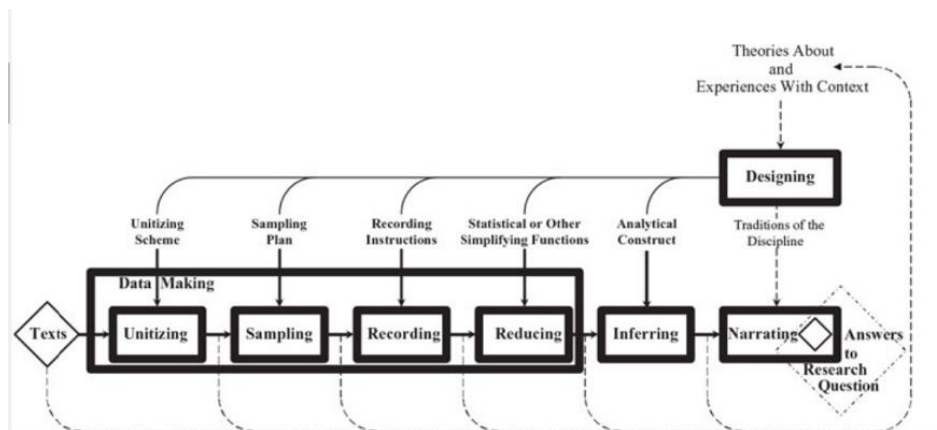 Theories About
and
Experiences With Context
Designing
Unitizing
Scheme
Sampling
Plan
Recording
Instructions
Statistical or Other
Simplifying Functions
Analytical
Construct
Traditions of the
Discipline
Data Making
Texts
Unitizing
Sampling
Recording
Reducing
Inferring
Narrating
Answers
to
Research
Question